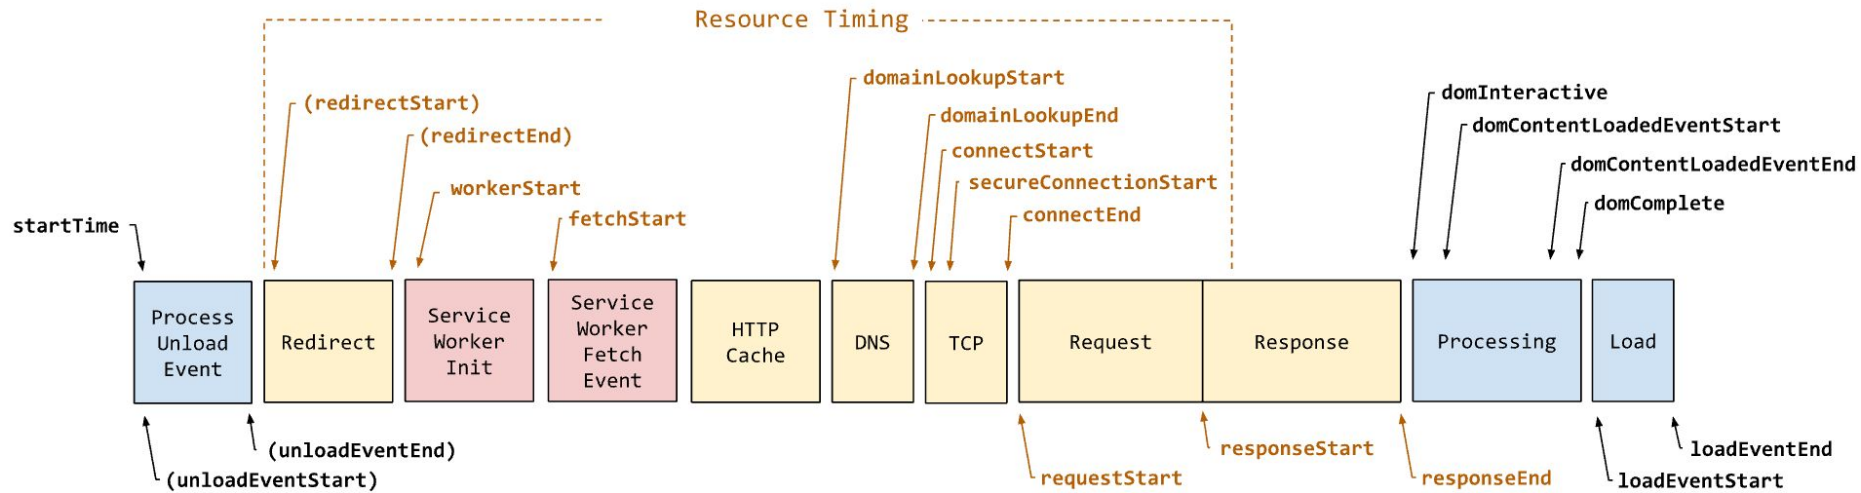 Resource Timing
domainLookupStart
domInteractive
(redirectStart)
domainLookupEnd
domContentLoadedEventStart
(redirectEnd)
connectStart
domContentLoadedEventEnd
workerStart
secureConnectionStart
domComplete
startTime
fetchStart
connectEnd
Process
Unload
Event
Redirect
Service
Worker
Init
Service
Worker
Fetch
Event
HTTP
Cache
DNS
TCP
Request
Response
Processing
Load
(unloadEventEnd)
(unloadEventStart)
responseStart
requestStart
responseEnd
loadEventEnd
loadEventStart